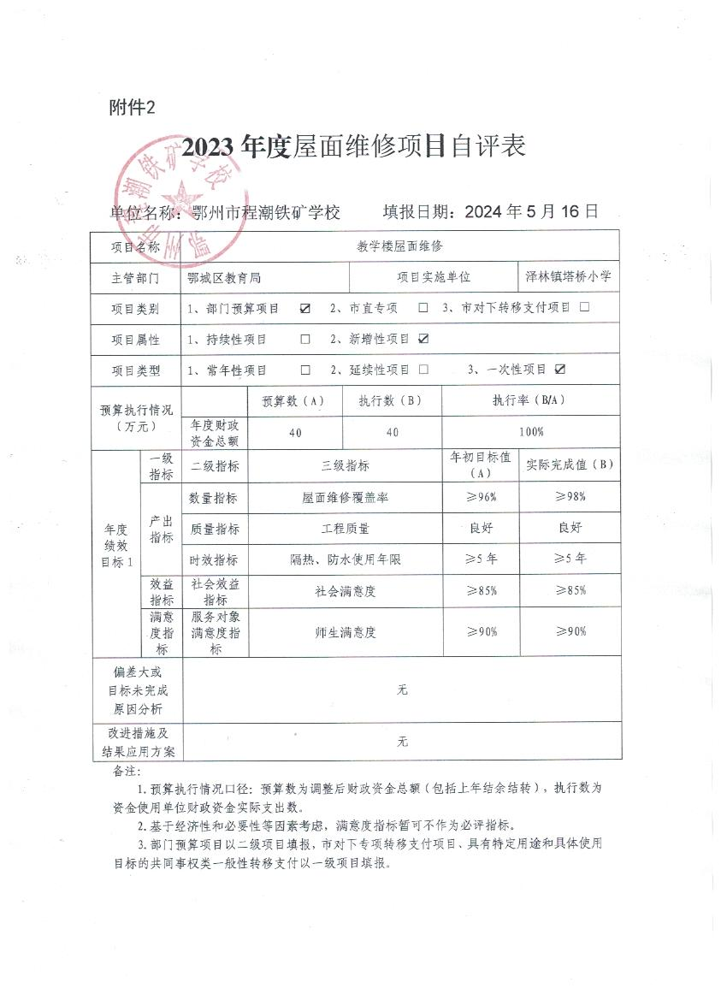 附件2
2023 年度屋面维修项目自评表
鄂州市程潮铁矿学校
单位名称：鄂州市程潮铁矿学校 填报日期：2024 年 5 月 16 日
项目名称 教学楼屋面维修
主管部门 鄂城区教育局 项目实施单位 泽林镇塔桥小学
项目类别 1、部门预算项目 ☑ 2、市直专项 □ 3、市对下转移支付项目 □
项目属性 1、持续性项目 □ 2、新增性项目 ☑
项目类型 1、常年性项目 □ 2、延续性项目 □ 3、一次性项目 ☑
预算执行情况
（万元）
预算数（A） 执行数（B） 执行率（B/A）
年度财政
资金总额
40 40 100%
年度
绩效
目标 1
一级
指标
二级指标 三级指标
年初目标值
（A）
实际完成值（B）
产出
指标
数量指标 屋面维修覆盖率 ≥96% ≥98%
质量指标 工程质量 良好 良好
时效指标 隔热、防水使用年限 ≥5 年 ≥5 年
效益
指标
社会效益
指标
社会满意度 ≥85% ≥85%
满意
度指
标
服务对象
满意度指
标
师生满意度 ≥90% ≥90%
偏差大或
目标未完成
原因分析
无
改进措施及
结果应用方案
无
备注：
1.预算执行情况口径：预算数为调整后财政资金总额（包括上年结余结转），执行数为
资金使用单位财政资金实际支出数。
2.基于经济性和必要性等因素考虑，满意度指标暂可不作为必评指标。
3.部门预算项目以二级项目填报，市对下专项转移支付项目、具有特定用途和具体使用
目标的共同事权类一般性转移支付以一级项目填报。